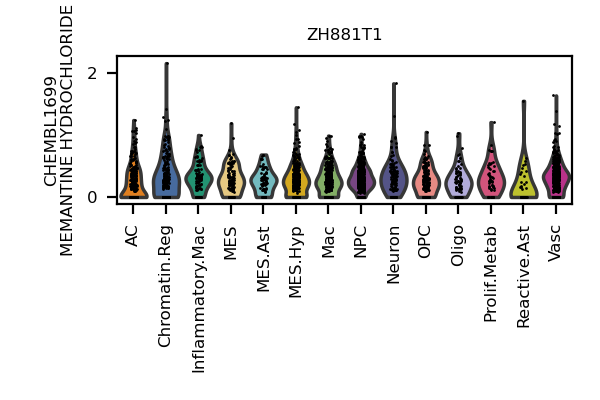 ZH881T1
CHEMBL1699
MEMANTINE HYDROCHLORIDE
2
0
AC
Chromatin.Reg
Inflammatory.Mac
MES
MES.Ast
MES.Hyp
Mac
NPC
Neuron
OPC
Oligo
Prolif.Metab
Reactive.Ast
Vasc